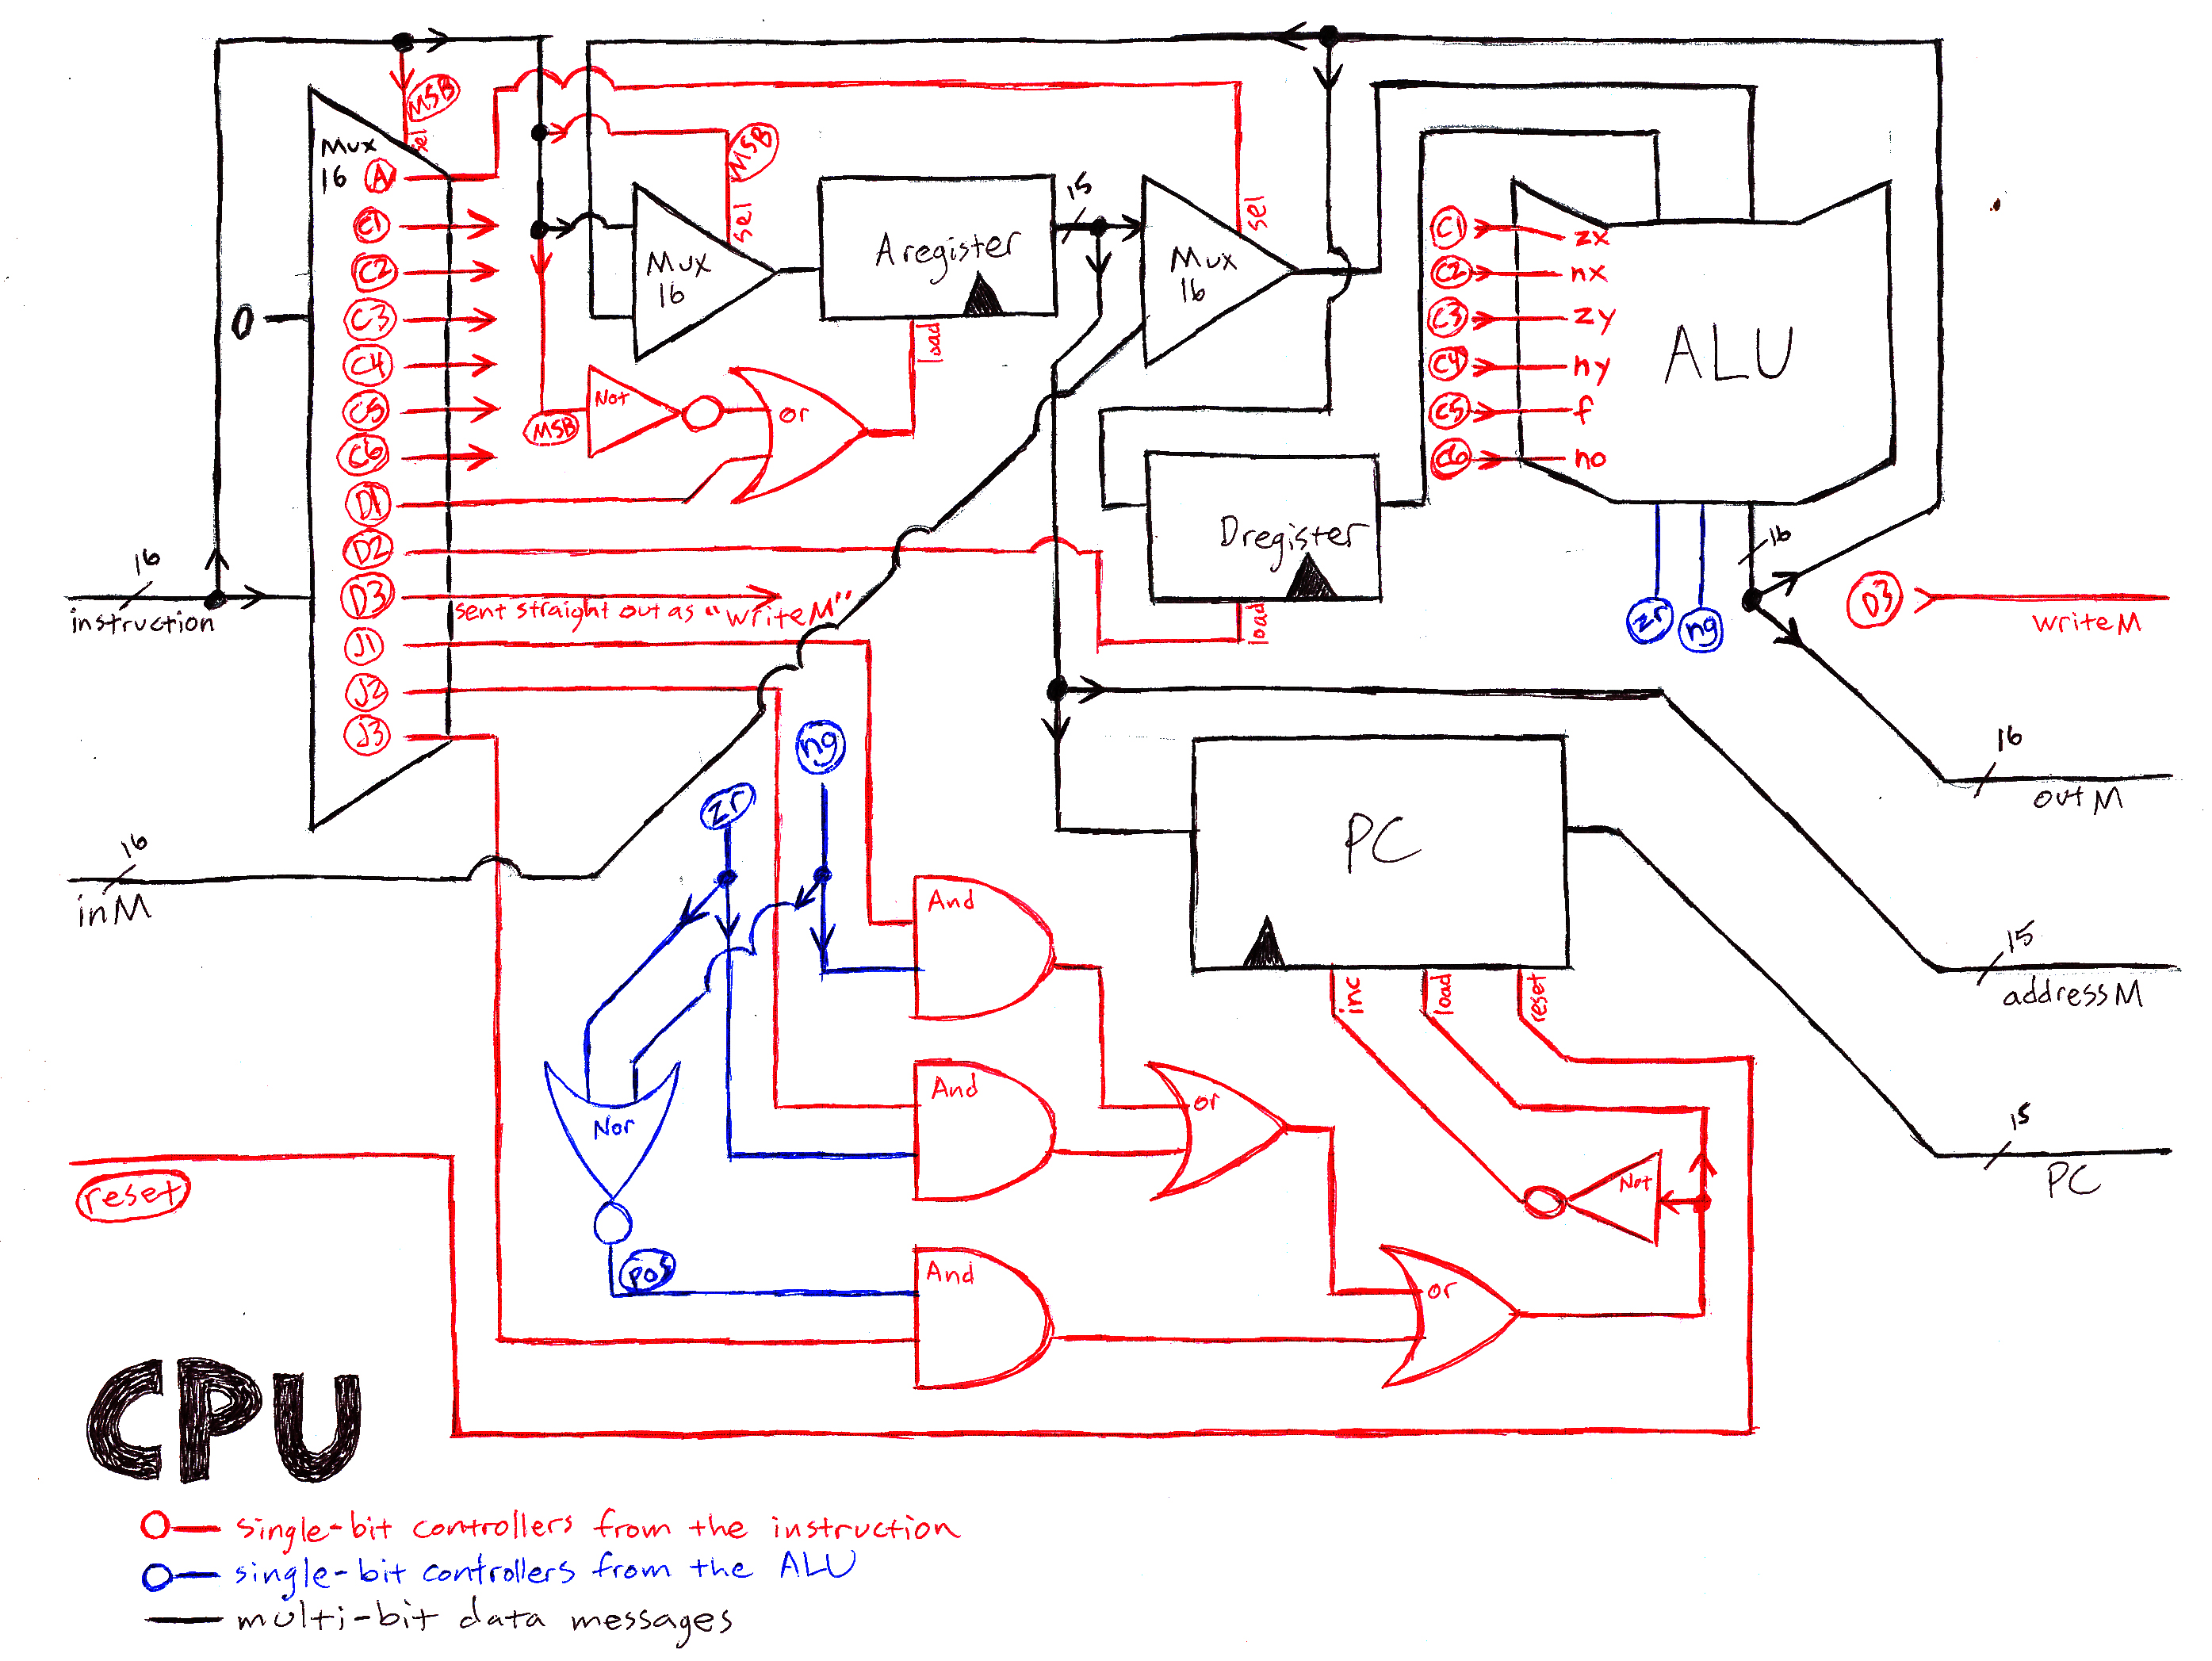 MSB
sel
Mux
16
A
C1
C2
C3
C4
C5
C6
D1
D2
D3
J1
J2
J3
0
16
instruction
16
inM
reset
MSB
sel
Mux
16
MSB
Not
or
Aregister
load
15
Mux
16
sel
sent straight out as "writeM"
Dregister
load
C1
C2
C3
C4
C5
C6
zx
nx
zy
ny
f
no
ALU
zr
ng
16
D3
writeM
16
outM
15
addressM
15
PC
PC
inc
load
reset
zr
ng
Nor
pos
And
And
And
or
or
Not
CPU
single-bit controllers from the instruction
single-bit controllers from the ALU
multi-bit data messages